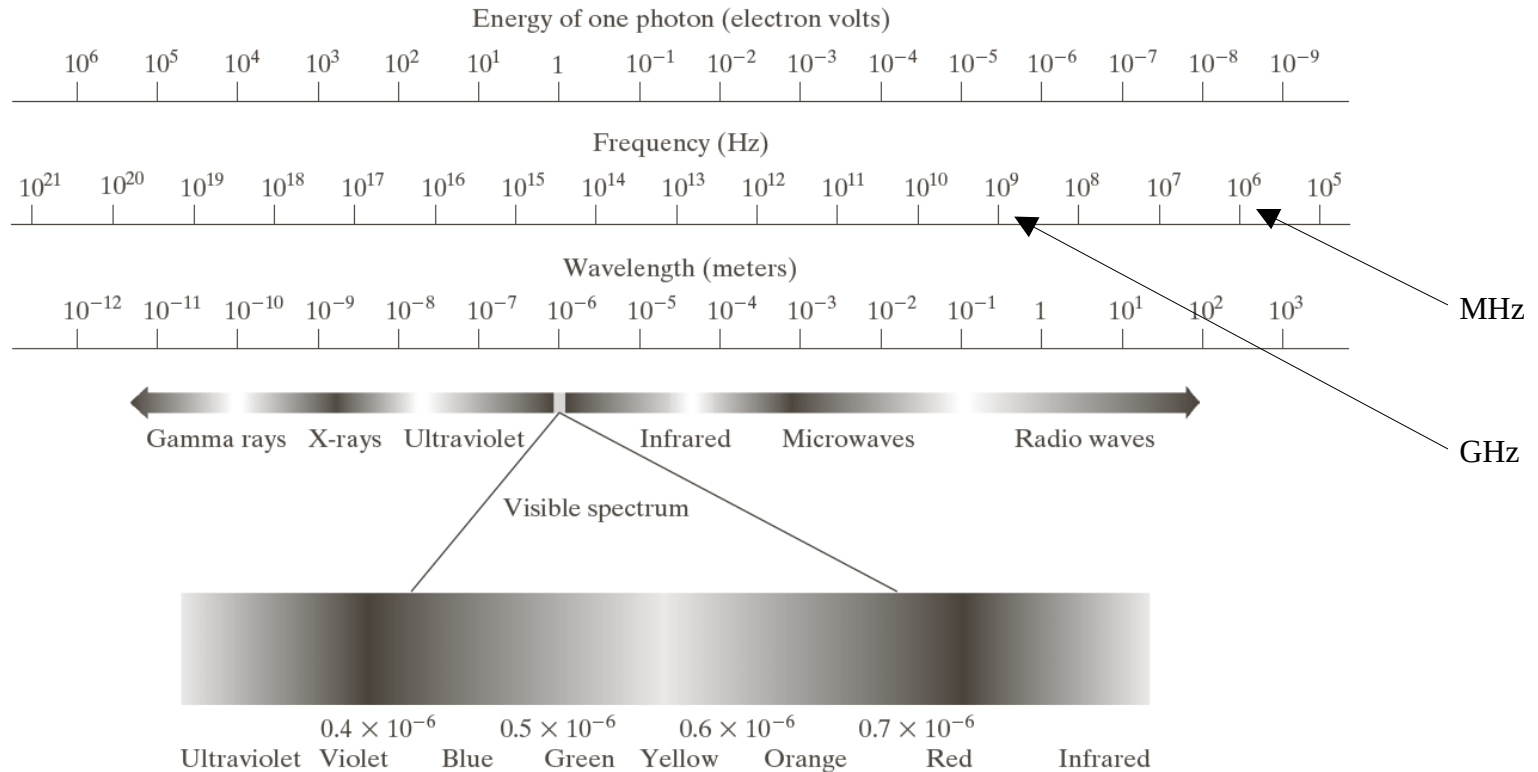 Energy of one photon (electron volts)
10⁶ 10⁵ 10⁴ 10³ 10² 10¹ 1 10⁻¹ 10⁻² 10⁻³ 10⁻⁴ 10⁻⁵ 10⁻⁶ 10⁻⁷ 10⁻⁸ 10⁻⁹
Frequency (Hz)
10²¹ 10²⁰ 10¹⁹ 10¹⁸ 10¹⁷ 10¹⁶ 10¹⁵ 10¹⁴ 10¹³ 10¹² 10¹¹ 10¹⁰ 10⁹ 10⁸ 10⁷ 10⁶ 10⁵
Wavelength (meters)
10⁻¹² 10⁻¹¹ 10⁻¹⁰ 10⁻⁹ 10⁻⁸ 10⁻⁷ 10⁻⁶ 10⁻⁵ 10⁻⁴ 10⁻³ 10⁻² 10⁻¹ 1 10¹ 10² 10³
MHz
Gamma rays X-rays Ultraviolet Infrared Microwaves Radio waves
GHz
Visible spectrum
0.4 × 10⁻⁶ 0.5 × 10⁻⁶ 0.6 × 10⁻⁶ 0.7 × 10⁻⁶
Ultraviolet Violet Blue Green Yellow Orange Red Infrared